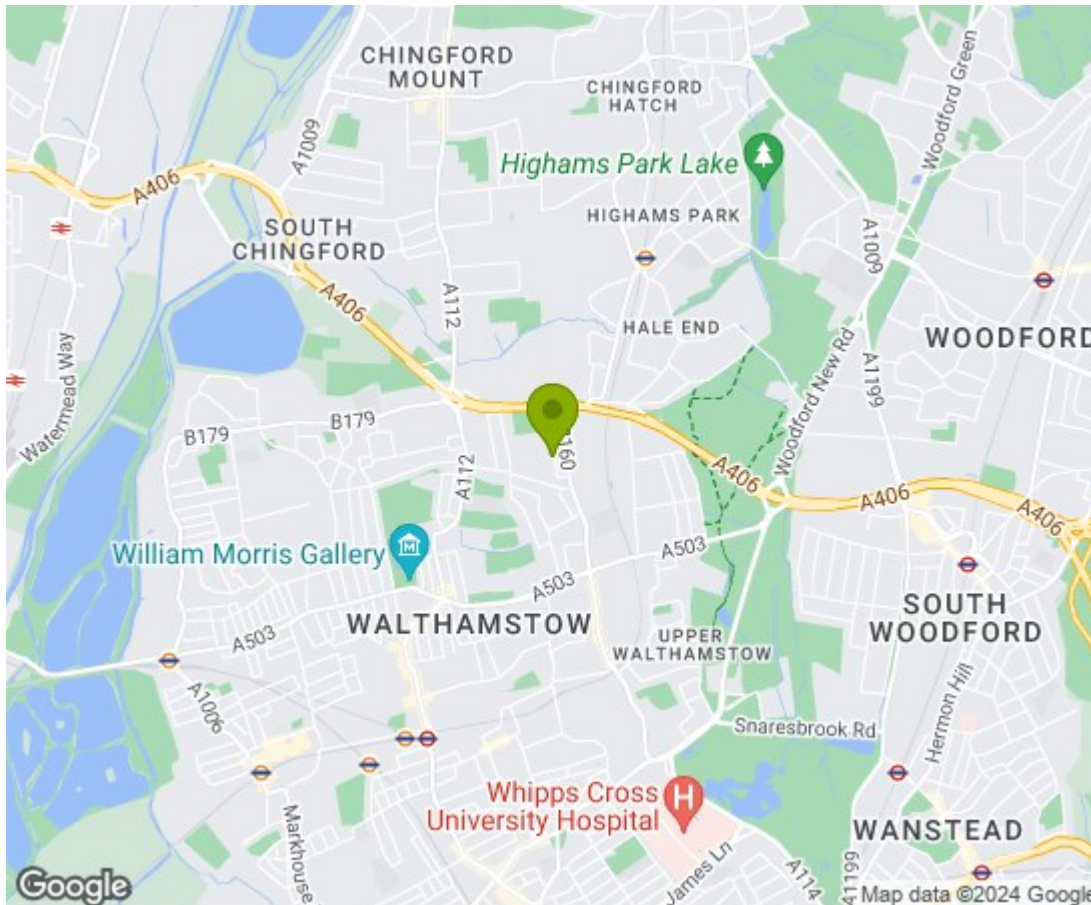 CHINGFORD
MOUNT
CHINGFORD
HATCH
Woodford Green
A1009
Highams Park Lake
A406
HIGHAMS PARK
SOUTH
CHINGFORD
A1009
A406
A112
HALE END
WOODFORD
Woodford New Rd
A1199
Watermead Way
B179
B179
A112
A406
A406
A406
William Morris Gallery
A503
A503
WALTHAMSTOW
SOUTH
WOODFORD
UPPER
WALTHAMSTOW
A503
A1006
Snaresbrook Rd
Hermon Hill
Whipps Cross
University Hospital
H
Markhouse
WANSTEAD
James Ln
A114
A1199
Google
Map data ©2024 Google